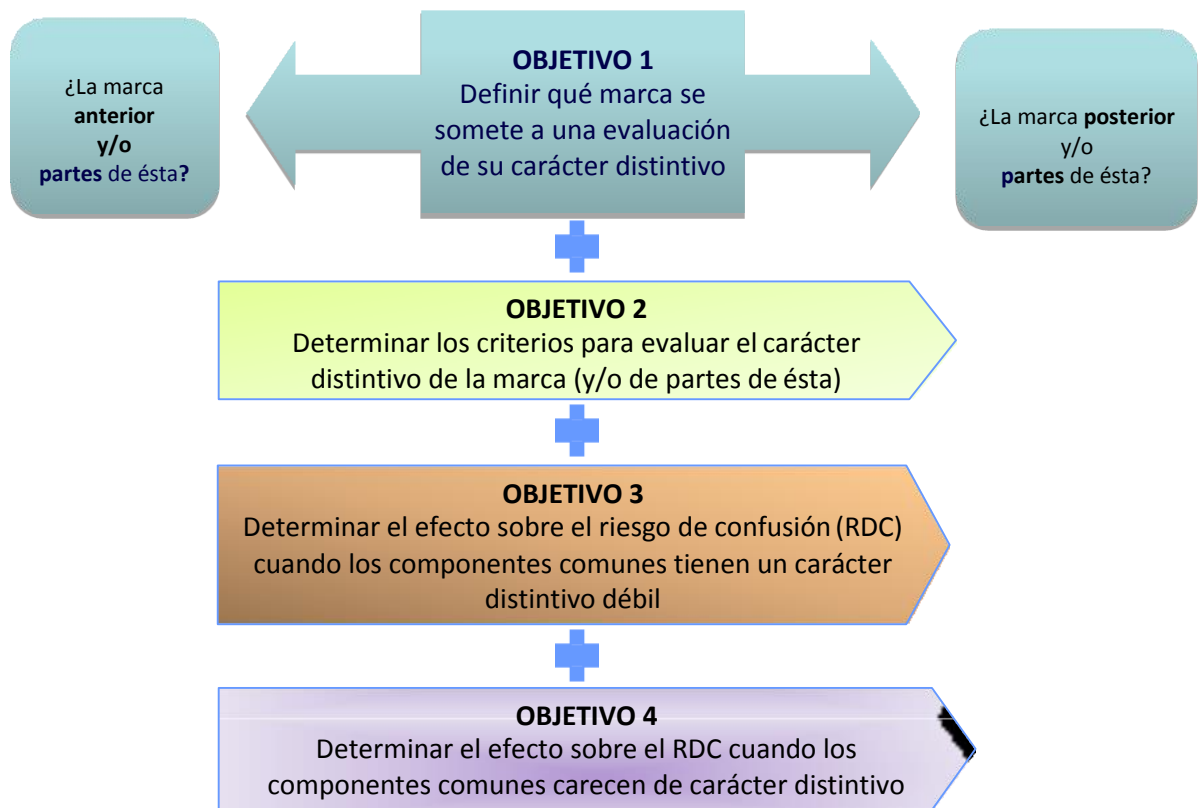 ¿La marca
anterior
y/o
partes de ésta?
OBJETIVO 1
Definir qué marca se
somete a una evaluación
de su carácter distintivo
¿La marca posterior
y/o
partes de ésta?
OBJETIVO 2
Determinar los criterios para evaluar el carácter
distintivo de la marca (y/o de partes de ésta)
OBJETIVO 3
Determinar el efecto sobre el riesgo de confusión (RDC)
cuando los componentes comunes tienen un carácter
distintivo débil
OBJETIVO 4
Determinar el efecto sobre el RDC cuando los
componentes comunes carecen de carácter distintivo